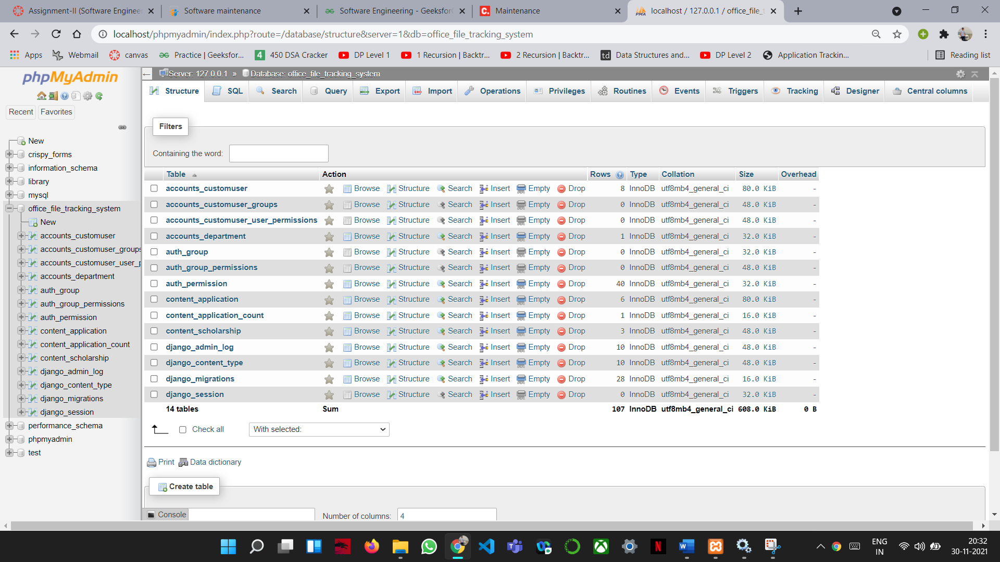 Assignment-II (Software Enginee
Software maintenance
Software Engineering - Geeksfor
Maintenance
localhost / 127.0.0.1 / office_file_t
localhost/phpmyadmin/index.php?route=/database/structure&server=1&db=office_file_tracking_system
Apps
Webmail
canvas
Practice | Geeksfor...
450 DSA Cracker
DP Level 1
1 Recursion | Backtr...
2 Recursion | Backtr...
Data Structures and...
DP Level 2
Application Trackin...
Reading list
phpMyAdmin
Recent Favorites
New
crispy_forms
information_schema
library
mysql
office_file_tracking_system
New
accounts_customuser
accounts_customuser_groups
accounts_customuser_user_p
accounts_department
auth_group
auth_group_permissions
auth_permission
content_application
content_application_count
content_scholarship
django_admin_log
django_content_type
django_migrations
django_session
performance_schema
phpmyadmin
test
Server: 127.0.0.1 » Database: office_file_tracking_system
Structure SQL Search Query Export Import Operations Privileges Routines Events Triggers Tracking Designer Central columns
Filters
Containing the word:
Table Action Rows Type Collation Size Overhead
accounts_customuser Browse Structure Search Insert Empty Drop 8 InnoDB utf8mb4_general_ci 80.0 KiB -
accounts_customuser_groups Browse Structure Search Insert Empty Drop 0 InnoDB utf8mb4_general_ci 48.0 KiB -
accounts_customuser_user_permissions Browse Structure Search Insert Empty Drop 0 InnoDB utf8mb4_general_ci 48.0 KiB -
accounts_department Browse Structure Search Insert Empty Drop 1 InnoDB utf8mb4_general_ci 32.0 KiB -
auth_group Browse Structure Search Insert Empty Drop 0 InnoDB utf8mb4_general_ci 32.0 KiB -
auth_group_permissions Browse Structure Search Insert Empty Drop 0 InnoDB utf8mb4_general_ci 48.0 KiB -
auth_permission Browse Structure Search Insert Empty Drop 40 InnoDB utf8mb4_general_ci 32.0 KiB -
content_application Browse Structure Search Insert Empty Drop 6 InnoDB utf8mb4_general_ci 80.0 KiB -
content_application_count Browse Structure Search Insert Empty Drop 1 InnoDB utf8mb4_general_ci 16.0 KiB -
content_scholarship Browse Structure Search Insert Empty Drop 3 InnoDB utf8mb4_general_ci 48.0 KiB -
django_admin_log Browse Structure Search Insert Empty Drop 10 InnoDB utf8mb4_general_ci 48.0 KiB -
django_content_type Browse Structure Search Insert Empty Drop 10 InnoDB utf8mb4_general_ci 48.0 KiB -
django_migrations Browse Structure Search Insert Empty Drop 28 InnoDB utf8mb4_general_ci 16.0 KiB -
django_session Browse Structure Search Insert Empty Drop 0 InnoDB utf8mb4_general_ci 32.0 KiB -
14 tables Sum 107 InnoDB utf8mb4_general_ci 608.0 KiB 0 B
Check all With selected:
Print Data dictionary
Create table
Console Number of columns: 4
ENG
IN
20:32
30-11-2021